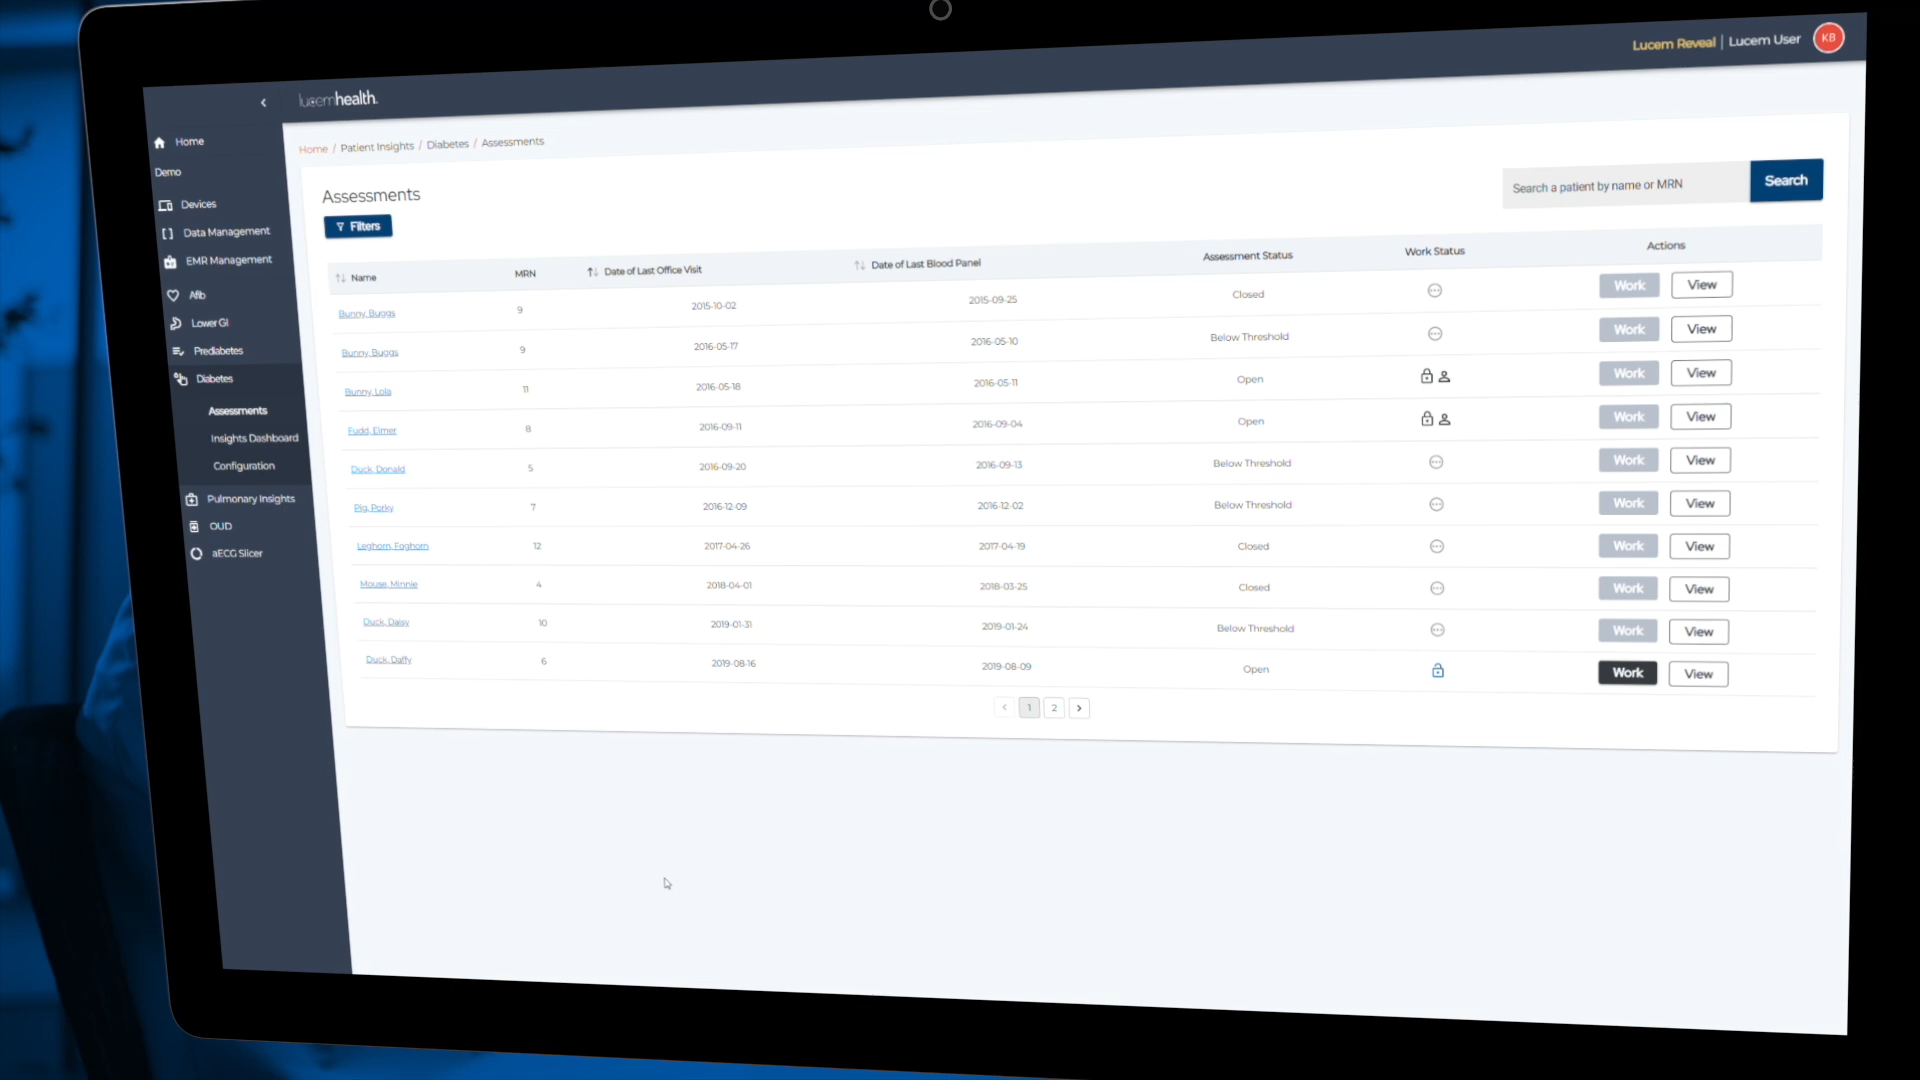 Lucem Reveal | Lucem User KB
lucemhealth.
Home
Demo
Devices
Data Management
EMR Management
Afib
Lower GI
Prediabetes
Diabetes
Assessments
Insights Dashboard
Configuration
Pulmonary Insights
OUD
aECG Slicer
Home / Patient Insights / Diabetes / Assessments
Assessments
Filters
Search a patient by name or MRN Search
Name MRN Date of Last Office Visit Date of Last Blood Panel Assessment Status Work Status Actions
Bunny, Buggs 9 2015-10-02 2015-09-25 Closed Work View
Bunny, Buggs 9 2016-05-17 2016-05-10 Below Threshold Work View
Bunny, Lola 11 2016-05-18 2016-05-11 Open Work View
Fudd, Elmer 8 2016-09-11 2016-09-04 Open Work View
Duck, Donald 5 2016-09-20 2016-09-13 Below Threshold Work View
Pig, Porky 7 2016-12-09 2016-12-02 Below Threshold Work View
Leghorn, Foghorn 12 2017-04-26 2017-04-19 Closed Work View
Mouse, Minnie 4 2018-04-01 2018-03-25 Closed Work View
Duck, Daisy 10 2019-01-31 2019-01-24 Below Threshold Work View
Duck, Daffy 6 2019-08-16 2019-08-09 Open Work View
1 2